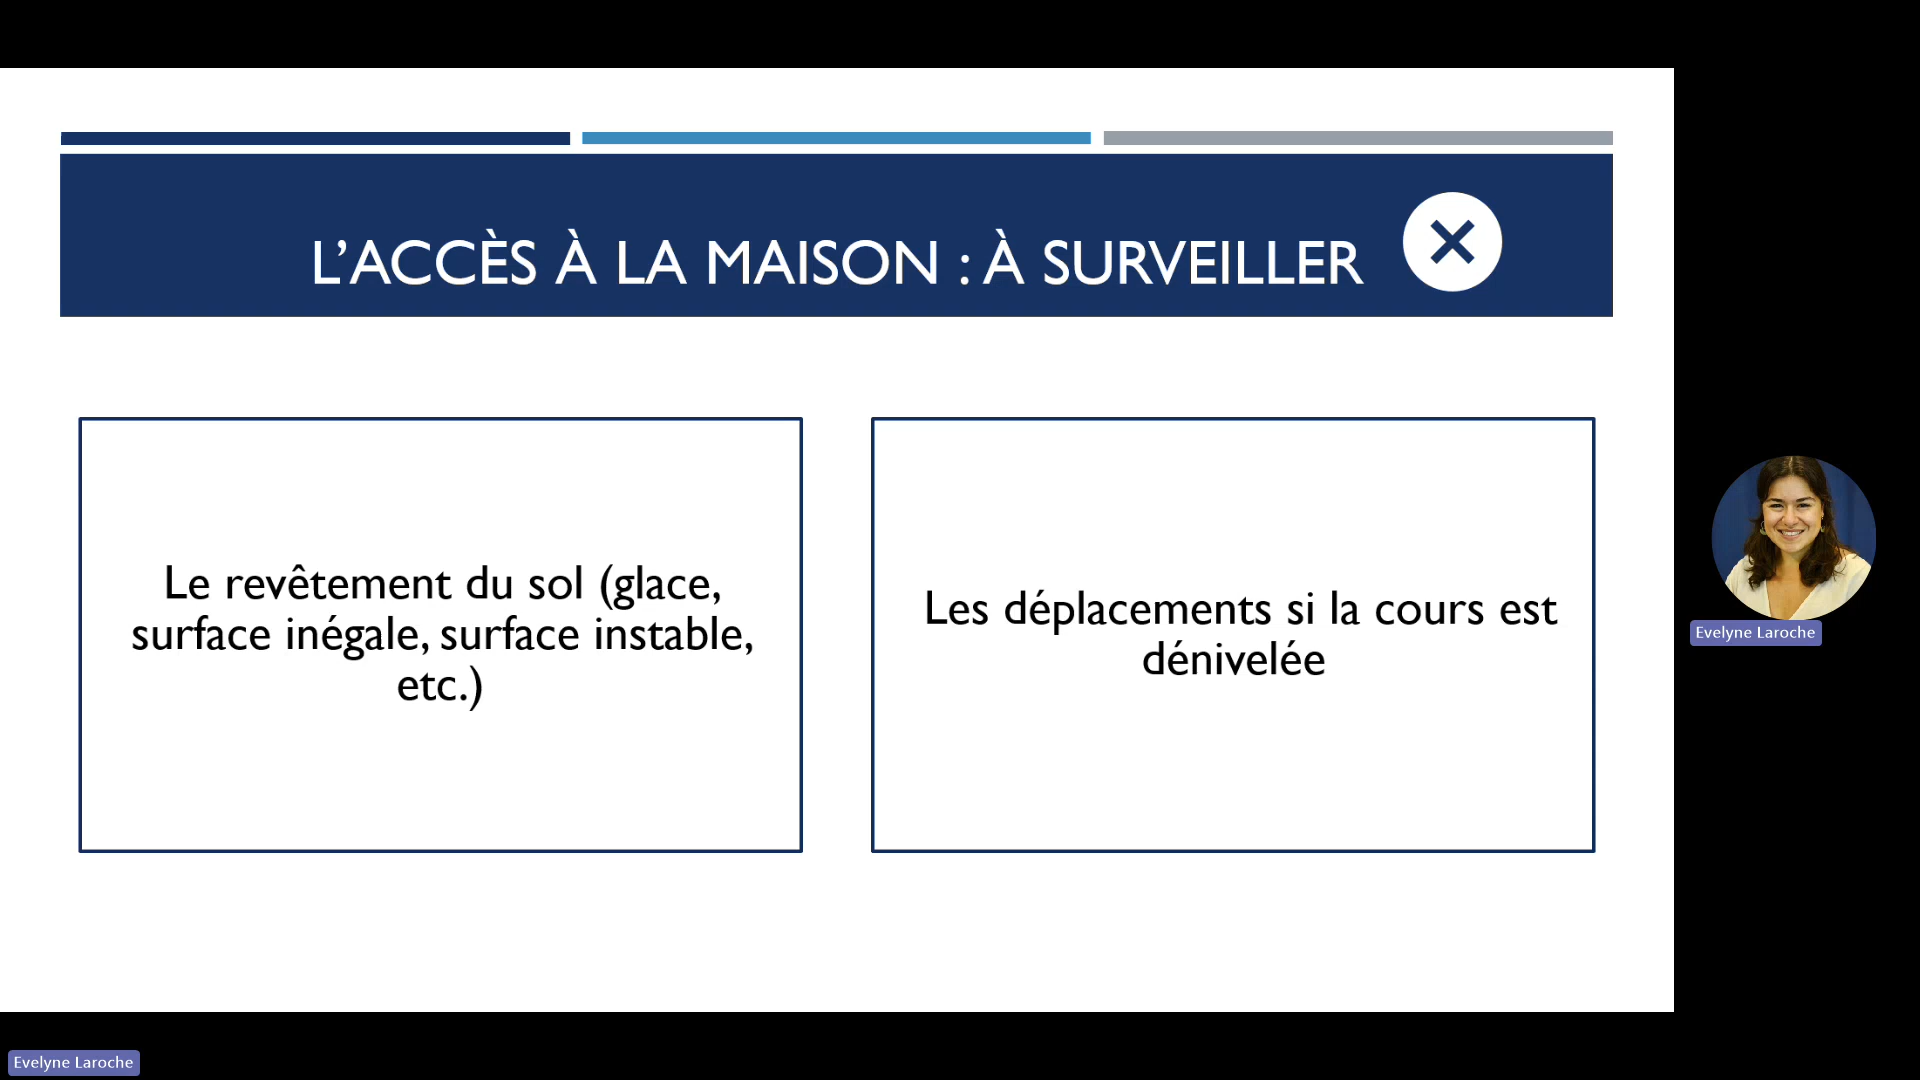 L’ACCÈS À LA MAISON : À SURVEILLER
Le revêtement du sol (glace,
surface inégale, surface instable,
etc.)
Les déplacements si la cours est
dénivelée
Evelyne Laroche
Evelyne Laroche